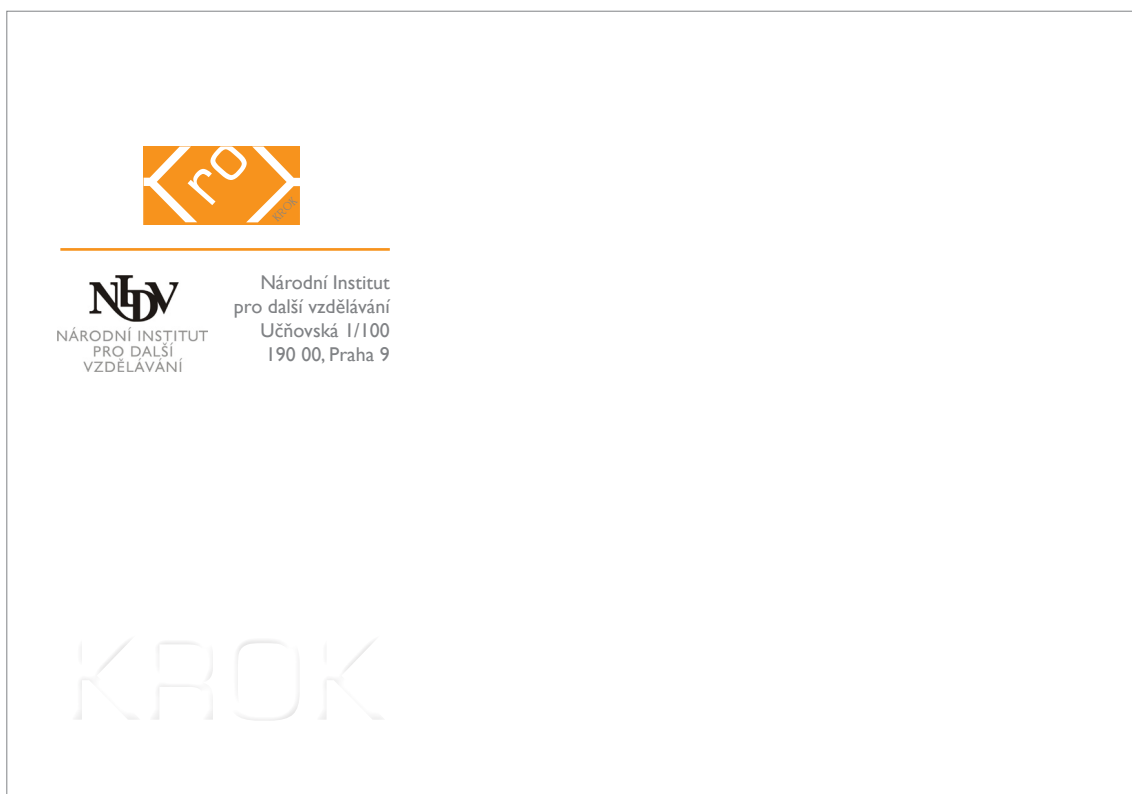 ro
KROK
NIDV
NÁRODNÍ INSTITUT
PRO DALŠÍ
VZDĚLÁVÁNÍ
Národní Institut
pro další vzdělávání
Učňovská 1/100
190 00, Praha 9
KROK